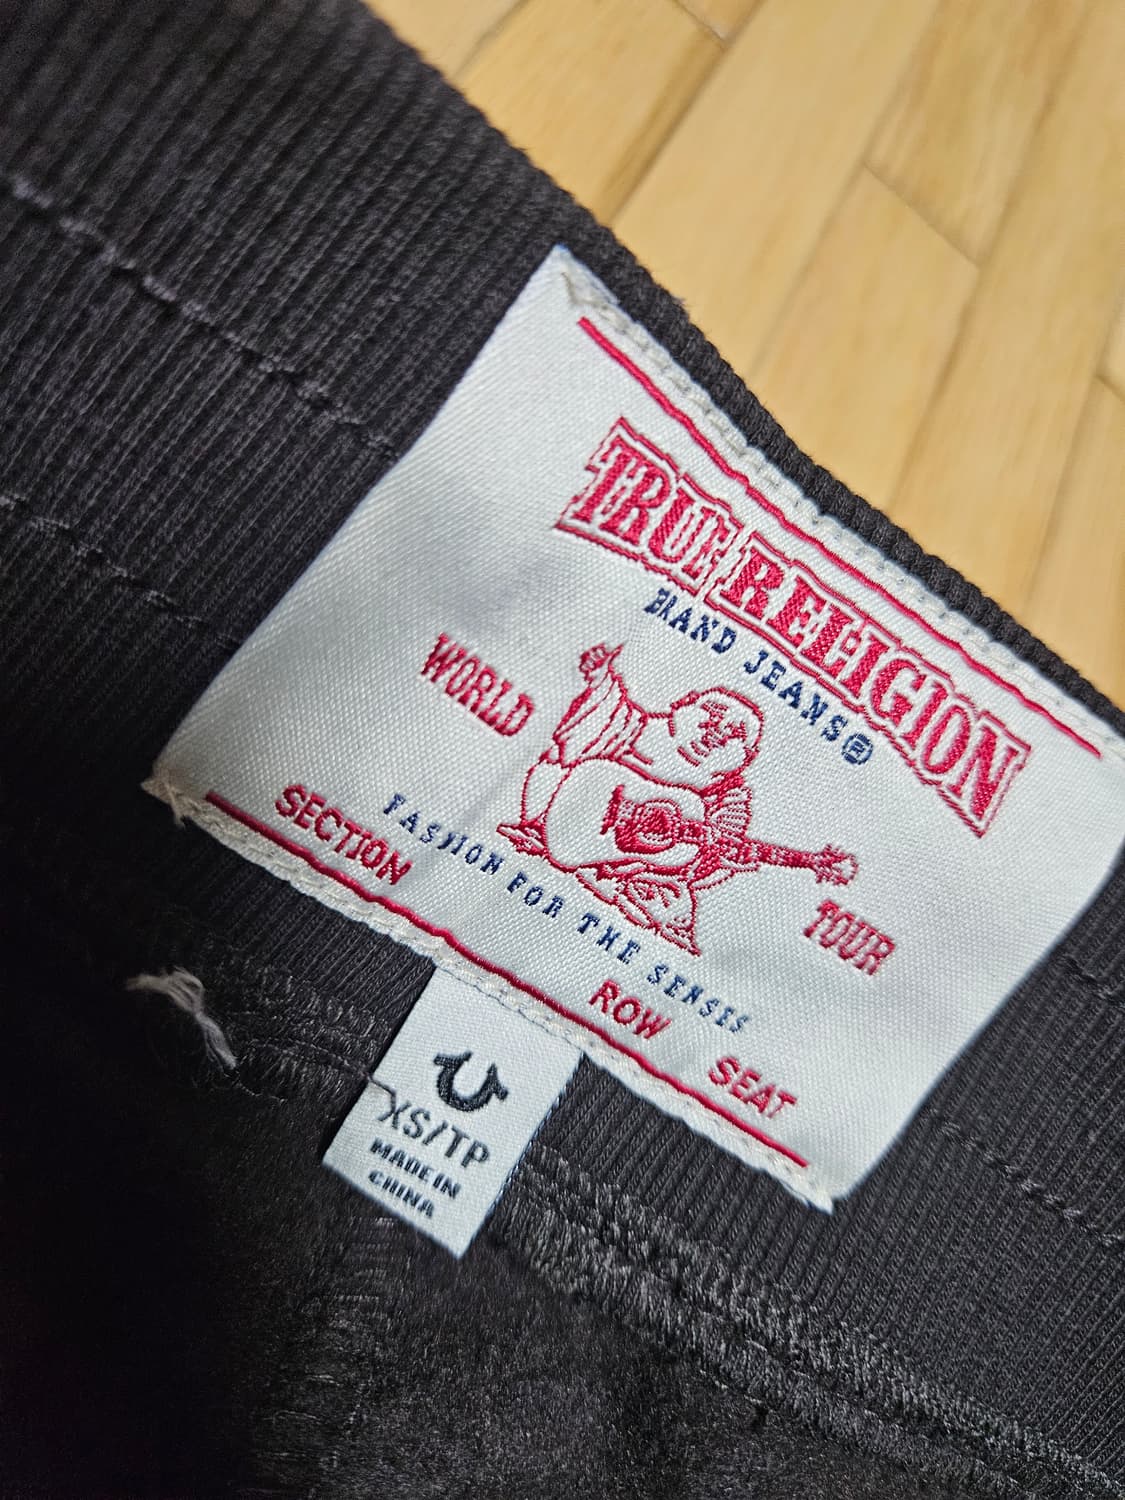 TRUE RELIGION
BRAND JEANS®
WORLD TOUR
FASHION FOR THE SENSES
SECTION ROW SEAT
XS/TP
MADE IN
CHINA